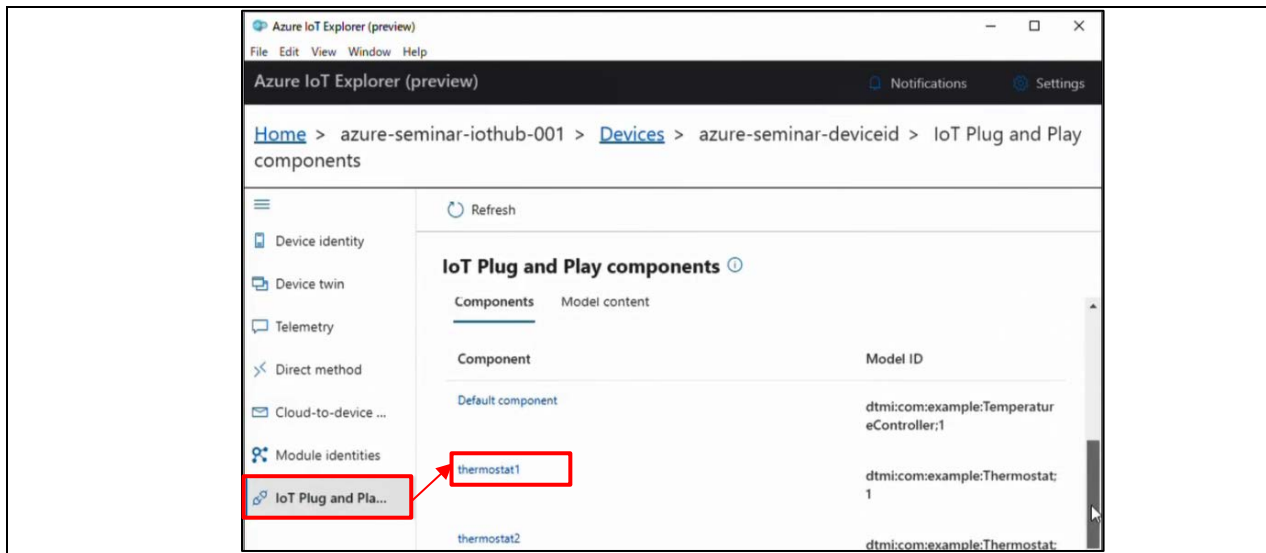 Azure IoT Explorer (preview)
File Edit View Window Help
Azure IoT Explorer (preview)
Notifications
Settings
Home > azure-seminar-iothub-001 > Devices > azure-seminar-deviceid > IoT Plug and Play
components
Refresh
Device identity
Device twin
Telemetry
Direct method
Cloud-to-device ...
Module identities
IoT Plug and Pla...
IoT Plug and Play components
Components Model content
Component Model ID
Default component
dtmi:com:example:Temperatur
eController;1
thermostat1
dtmi:com:example:Thermostat;
1
thermostat2
dtmi:com:example:Thermostat;